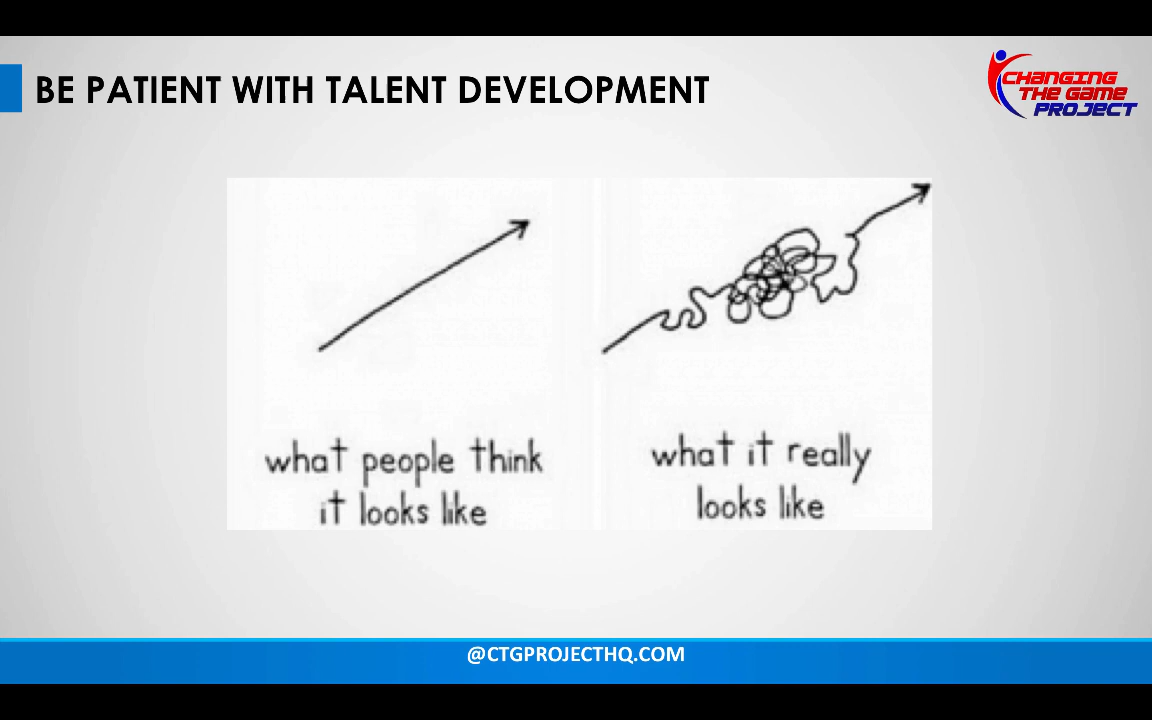 BE PATIENT WITH TALENT DEVELOPMENT
CHANGING
THE GAME
PROJECT
what people think
it looks like
what it really
looks like
@CTGPROJECTHQ.COM